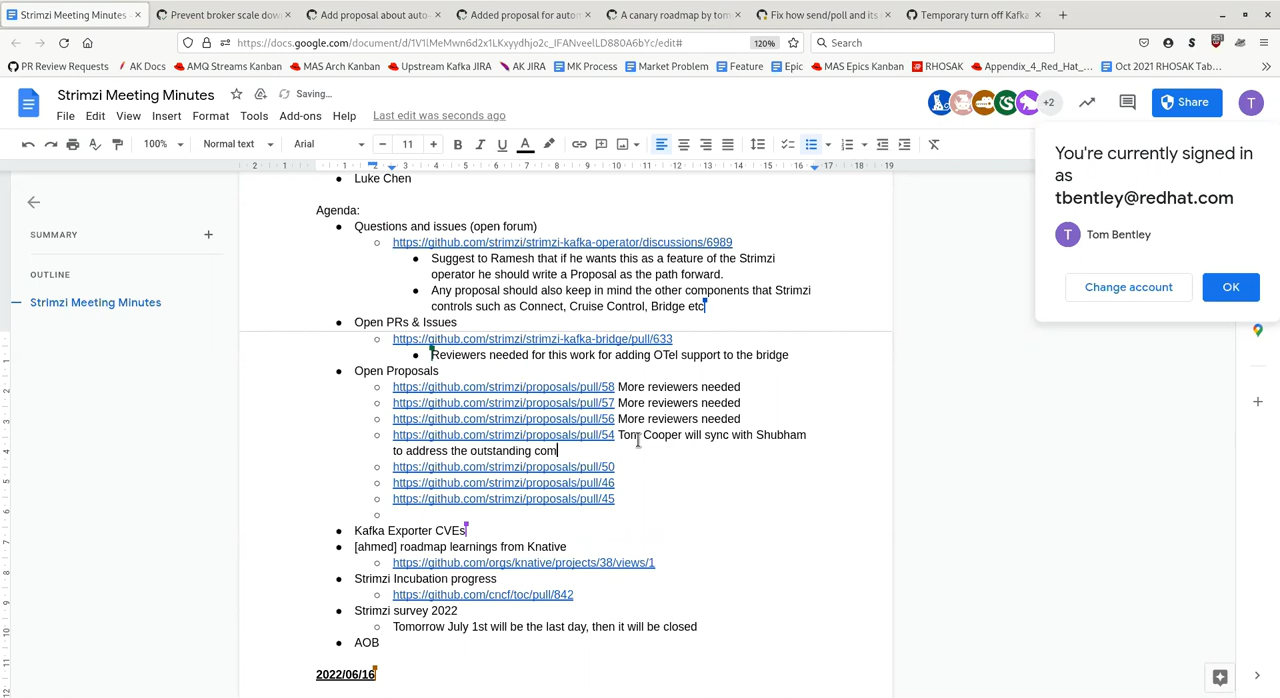 Strimzi Meeting Minutes
Prevent broker scale dow
Add proposal about auto-
Added proposal for autom
A canary roadmap by tom
Fix how send/poll and its
Temporary turn off Kafka
https://docs.google.com/document/d/1V1lMeMwn6d2x1LKxyydhjo2c_IFANveelLD880A6bYc/edit#
120%
Search
PR Review Requests
AK Docs
AMQ Streams Kanban
MAS Arch Kanban
Upstream Kafka JIRA
AK JIRA
MK Process
Market Problem
Feature
Epic
MAS Epics Kanban
RHOSAK
Appendix_4_Red_Hat_...
Oct 2021 RHOSAK Tab...
Strimzi Meeting Minutes
Saving...
File Edit View Insert Format Tools Add-ons Help
Last edit was seconds ago
+2
Share
T
100%
Normal text
Arial
11
You're currently signed in
as
tbentley@redhat.com
T
Tom Bentley
Change account
OK
SUMMARY
OUTLINE
Strimzi Meeting Minutes
Luke Chen
Agenda:
Questions and issues (open forum)
https://github.com/strimzi/strimzi-kafka-operator/discussions/6989
Suggest to Ramesh that if he wants this as a feature of the Strimzi
operator he should write a Proposal as the path forward.
Any proposal should also keep in mind the other components that Strimzi
controls such as Connect, Cruise Control, Bridge etc
Open PRs & Issues
https://github.com/strimzi/strimzi-kafka-bridge/pull/633
Reviewers needed for this work for adding OTel support to the bridge
Open Proposals
https://github.com/strimzi/proposals/pull/58 More reviewers needed
https://github.com/strimzi/proposals/pull/57 More reviewers needed
https://github.com/strimzi/proposals/pull/56 More reviewers needed
https://github.com/strimzi/proposals/pull/54 Tom Cooper will sync with Shubham
to address the outstanding com
https://github.com/strimzi/proposals/pull/50
https://github.com/strimzi/proposals/pull/46
https://github.com/strimzi/proposals/pull/45
Kafka Exporter CVEs
[ahmed] roadmap learnings from Knative
https://github.com/orgs/knative/projects/38/views/1
Strimzi Incubation progress
https://github.com/cncf/toc/pull/842
Strimzi survey 2022
Tomorrow July 1st will be the last day, then it will be closed
AOB
2022/06/16